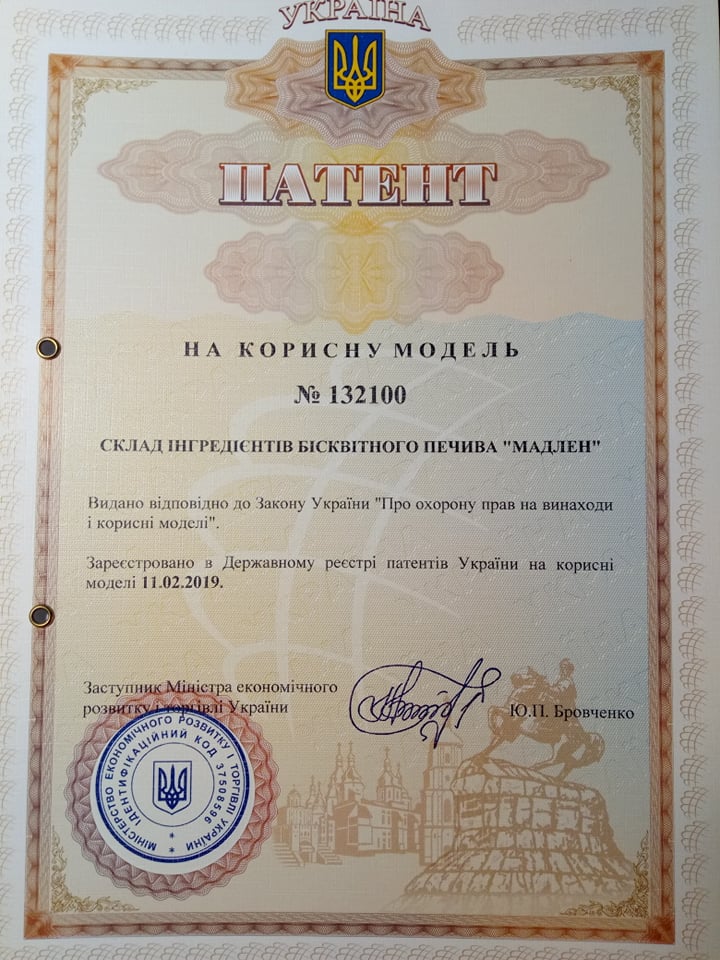 УКРАЇНА
ПАТЕНТ
НА КОРИСНУ МОДЕЛЬ
№ 132100
СКЛАД ІНГРЕДІЄНТІВ БІСКВІТНОГО ПЕЧИВА "МАДЛЕН"
Видано відповідно до Закону України "Про охорону прав на винаходи
і корисні моделі".
Зареєстровано в Державному реєстрі патентів України на корисні
моделі 11.02.2019.
Заступник Міністра економічного
розвитку і торгівлі України
Ю.П. Бровченко
МІНІСТЕРСТВО ЕКОНОМІЧНОГО РОЗВИТКУ І ТОРГІВЛІ УКРАЇНИ
ІДЕНТИФІКАЦІЙНИЙ КОД 37508596